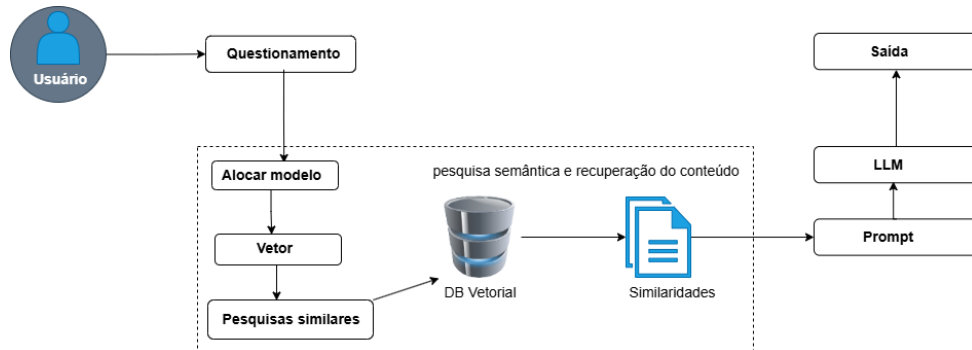 Usuário
Questionamento
Saída
Alocar modelo
pesquisa semântica e recuperação do conteúdo
LLM
Vetor
Prompt
DB Vetorial
Similaridades
Pesquisas similares